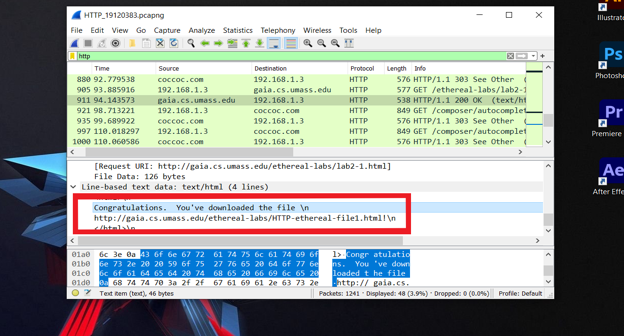 HTTP_19120383.pcapng
File Edit View Go Capture Analyze Statistics Telephony Wireless Tools Help
http
Time Source Destination Protocol Length Info
880 92.779538 coccoc.com 192.168.1.3 HTTP 576 HTTP/1.1 303 See Other (
905 93.885916 192.168.1.3 gaia.cs.umass.edu HTTP 577 GET /ethereal-labs/lab2-1
911 94.143573 gaia.cs.umass.edu 192.168.1.3 HTTP 538 HTTP/1.1 200 OK (text/ht
921 98.713221 coccoc.com 192.168.1.3 HTTP 849 GET /composer/autocomplet
935 99.689922 coccoc.com 192.168.1.3 HTTP 576 HTTP/1.1 303 See Other (
997 110.018297 192.168.1.3 coccoc.com HTTP 849 GET /composer/autocomplet
1000 110.060586 coccoc.com 192.168.1.3 HTTP 576 HTTP/1.1 303 See Other (
[Request URI: http://gaia.cs.umass.edu/ethereal-labs/lab2-1.html]
File Data: 126 bytes
Line-based text data: text/html (4 lines)
Congratulations. You've downloaded the file \n
http://gaia.cs.umass.edu/ethereal-labs/HTTP-ethereal-file1.html!\n
</html>\n
01a0 6c 3e 0a 43 6f 6e 67 72 61 74 75 6c 61 74 69 6f l>·Congr atulatio
01b0 6e 73 2e 20 20 59 6f 75 27 76 65 20 64 6f 77 6e ns. You 've down
01c0 6c 6f 61 64 65 64 20 74 68 65 20 66 69 6c 65 20 loaded t he file
01d0 0a 68 74 74 70 3a 2f 2f 67 61 69 61 2e 63 73 2e ·http:// gaia.cs.
Text item (text), 46 bytes Packets: 1241 · Displayed: 48 (3.9%) · Dropped: 0 (0.0%) Profile: Default
Illustrato
Ps
Photosho
Pr
Premiere
Ae
After Effe